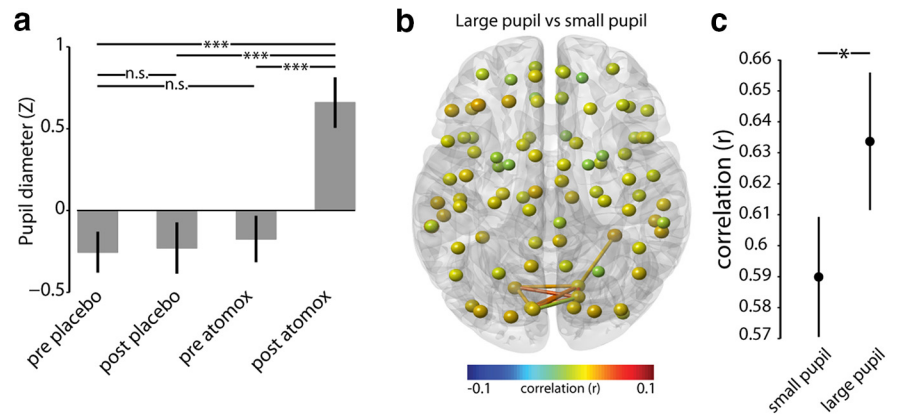 a
Pupil diameter (Z)
1
0.5
0
−0.5
***
***
***
n.s.
n.s.
pre placebo
post placebo
pre atomox
post atomox
b
Large pupil vs small pupil
-0.1
correlation (r)
0.1
c
correlation (r)
0.66
0.65
0.64
0.63
0.62
0.61
0.6
0.59
0.58
0.57
*
small pupil
large pupil